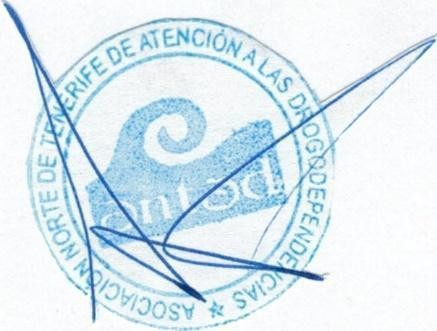 ASOCIACIÓN NORTE DE TENERIFE DE ATENCIÓN A LAS DROGODEPENDENCIAS
antad